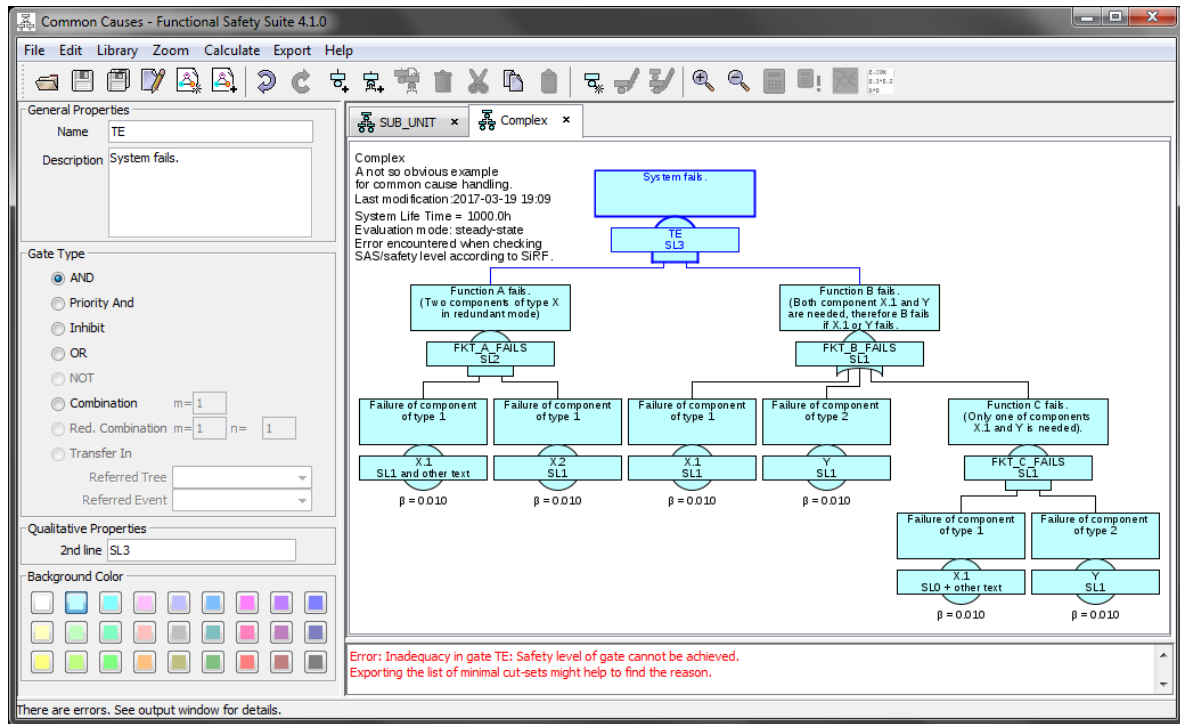 Common Causes - Functional Safety Suite 4.1.0
File Edit Library Zoom Calculate Export Help
General Properties
Name TE
Description System fails.
Gate Type
AND
Priority And
Inhibit
OR
NOT
Combination m= 1
Red. Combination m= 1 n= 1
Transfer In
Referred Tree
Referred Event
Qualitative Properties
2nd line SL3
Background Color
SUB_UNIT × Complex ×
Complex
A not so obvious example
for common cause handling.
Last modification:2017-03-19 19:09
System Life Time = 1000.0h
Evaluation mode: steady-state
Error encountered when checking
SAS/safety level according to SiRF.
System fails.
TE
SL3
Function A fails.
(Two components of type X
in redundant mode)
FKT_A_FAILS
SL2
Function B fails.
(Both component X.1 and Y
are needed, therefore B fails
if X.1 or Y fails.
FKT_B_FAILS
SL1
Failure of component
of type 1
X.1
SL1 and other text
β = 0.010
Failure of component
of type 1
X.2
SL1
β = 0.010
Failure of component
of type 1
X.1
SL1
β = 0.010
Failure of component
of type 2
Y
SL1
β = 0.010
Function C fails.
(Only one of components
X.1 and Y is needed).
FKT_C_FAILS
SL1
Failure of component
of type 1
X.1
SL0 + other text
β = 0.010
Failure of component
of type 2
Y
SL1
β = 0.010
Error: Inadequacy in gate TE: Safety level of gate cannot be achieved.
Exporting the list of minimal cut-sets might help to find the reason.
There are errors. See output window for details.